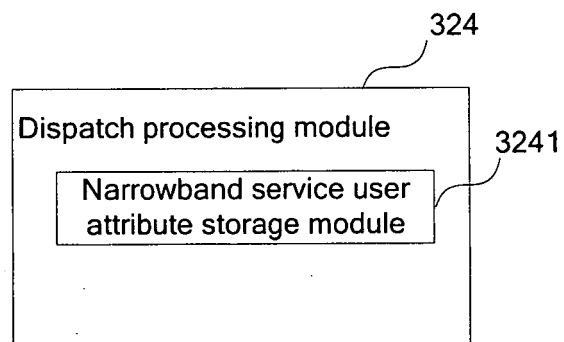 324
Dispatch processing module
3241
Narrowband service user
attribute storage module